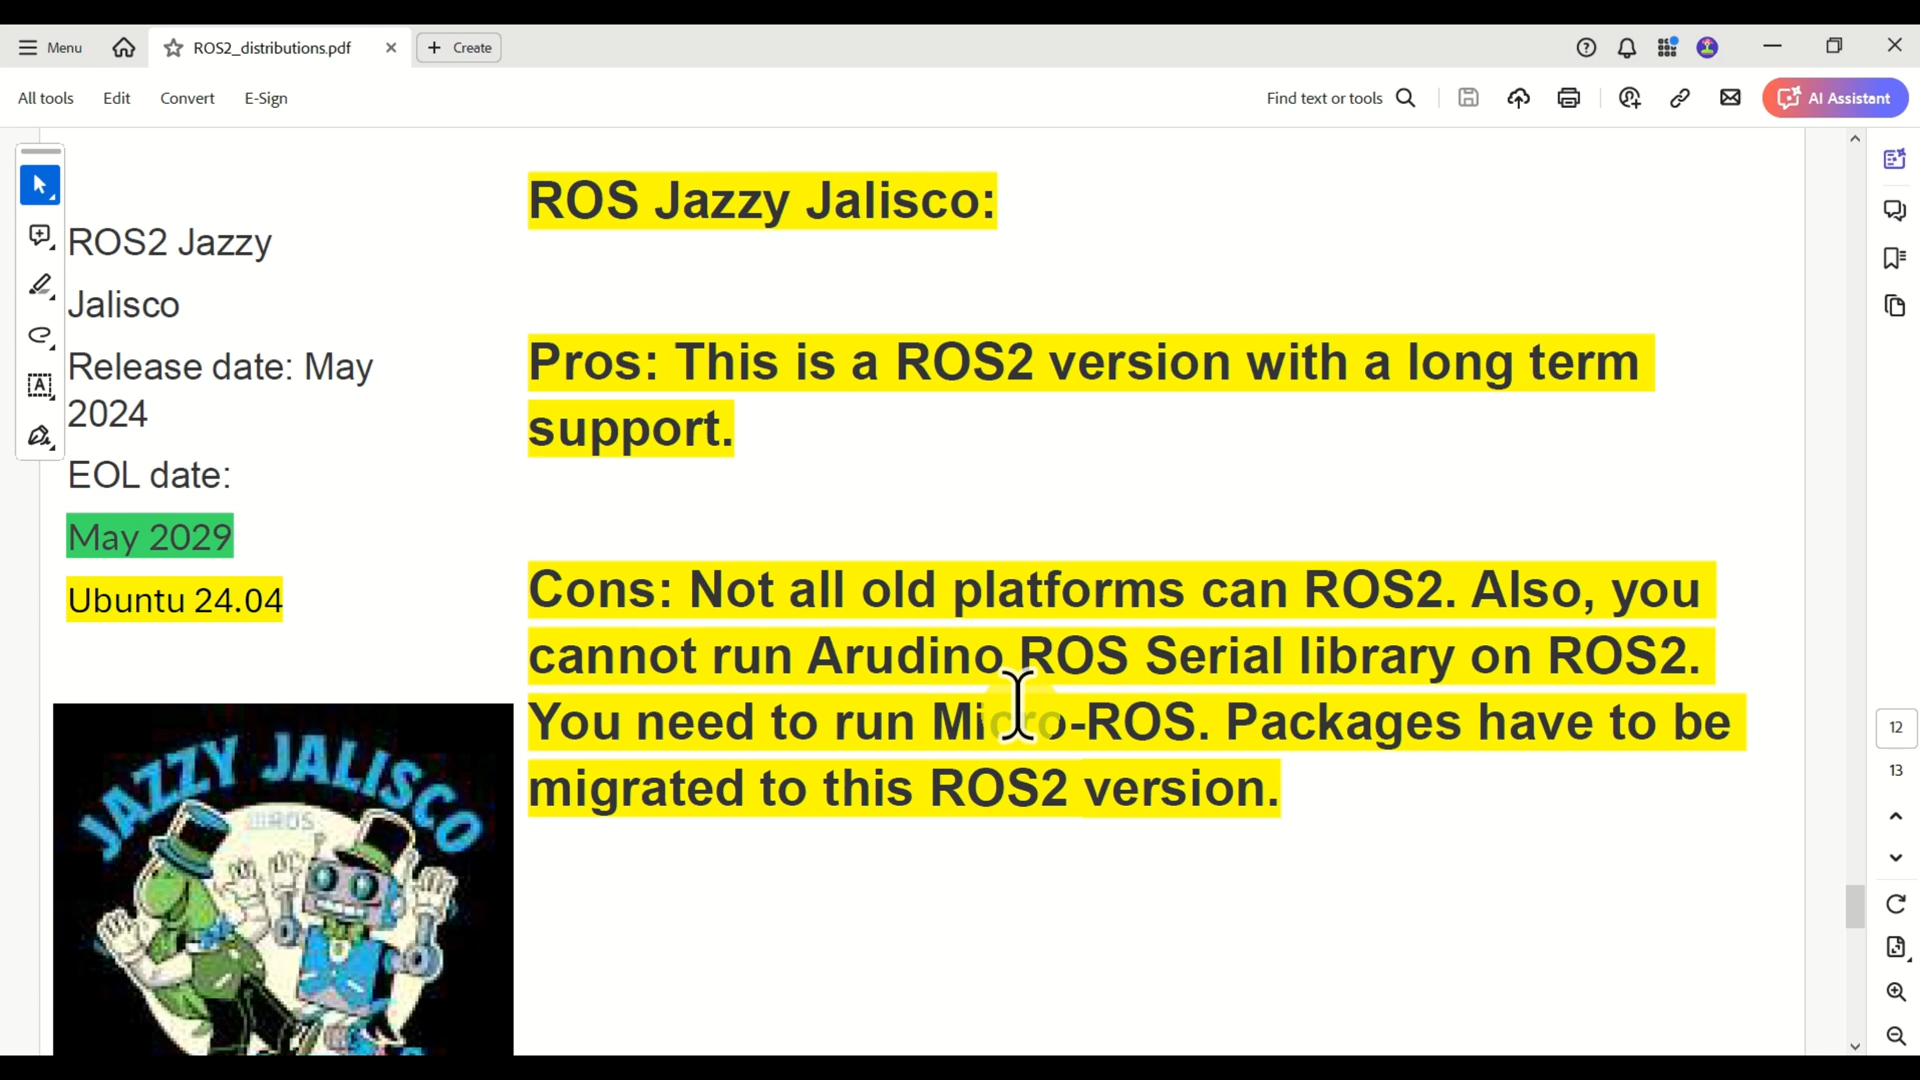 Menu
ROS2_distributions.pdf
Create
All tools
Edit
Convert
E-Sign
Find text or tools
AI Assistant
ROS2 Jazzy
Jalisco
Release date: May
2024
EOL date:
May 2029
Ubuntu 24.04
JAZZY JALISCO
ROS
ROS Jazzy Jalisco:
Pros: This is a ROS2 version with a long term
support.
Cons: Not all old platforms can ROS2. Also, you
cannot run Arudino ROS Serial library on ROS2.
You need to run Micro-ROS. Packages have to be
migrated to this ROS2 version.
12
13